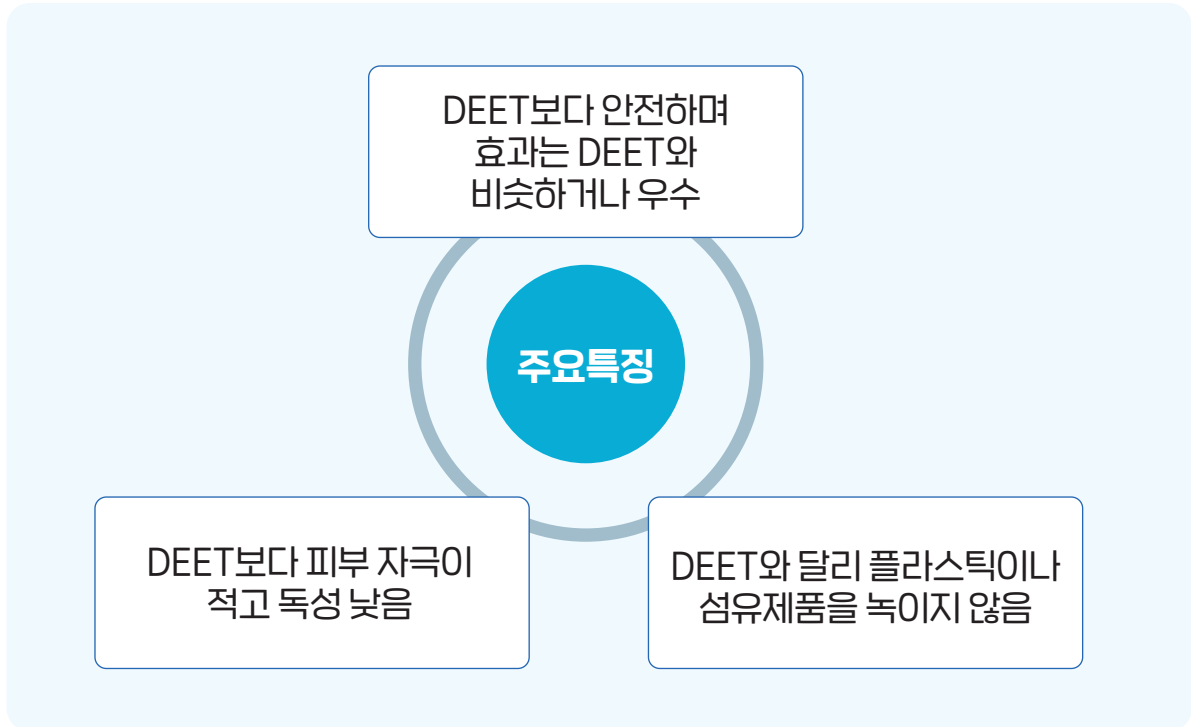 DEET보다 안전하며
효과는 DEET와
비슷하거나 우수
주요특징
DEET보다 피부 자극이
적고 독성 낮음
DEET와 달리 플라스틱이나
섬유제품을 녹이지 않음